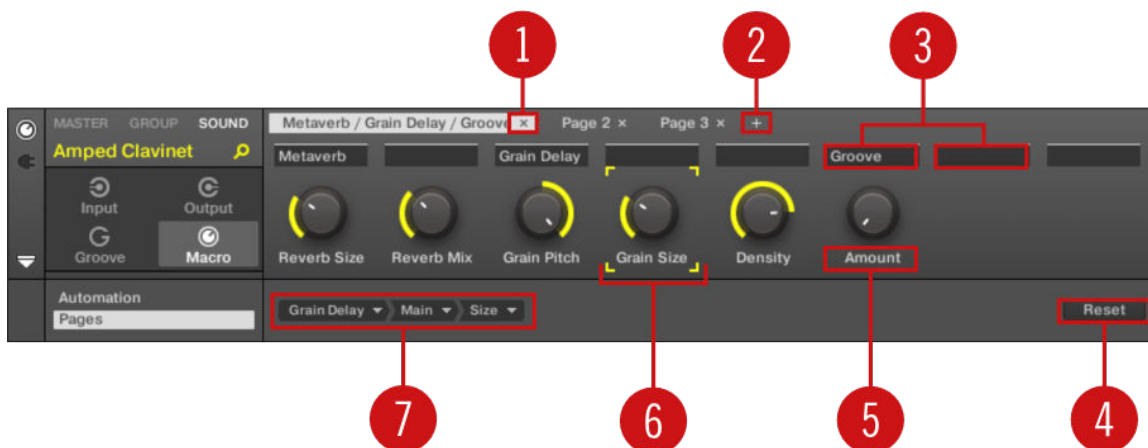 1 2 3
MASTER GROUP SOUND
Metaverb / Grain Delay / Groove × Page 2 × Page 3 × +
Amped Clavinet
Metaverb Grain Delay Groove
Input Output
Groove Macro
Reverb Size Reverb Mix Grain Pitch Grain Size Density Amount
Automation
Pages
Grain Delay Main Size
Reset
7 6 5 4